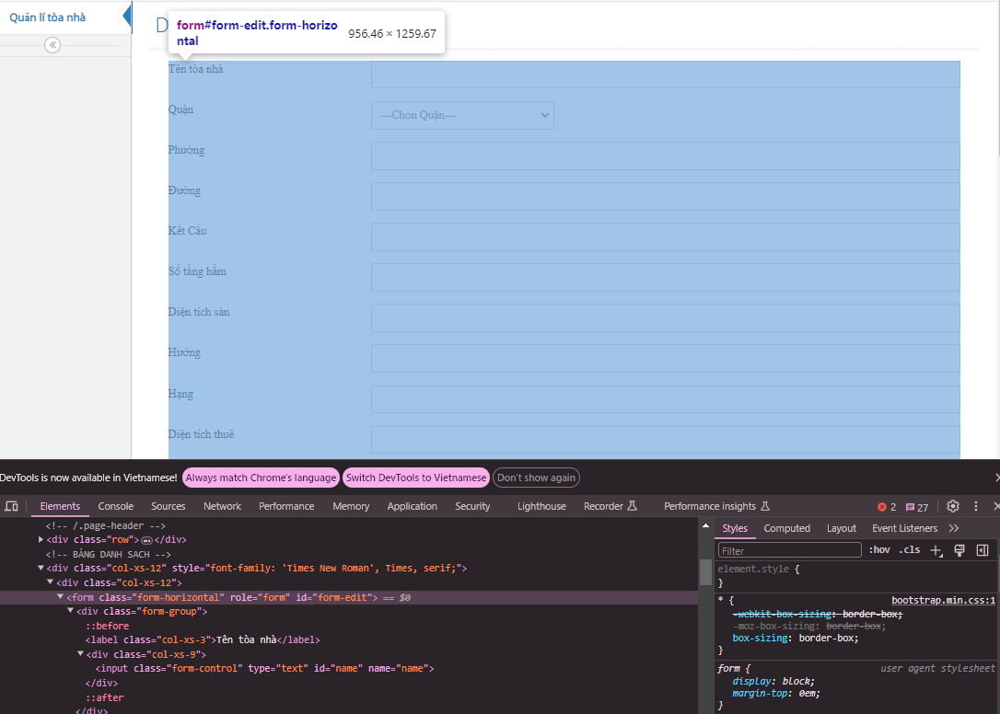 Quản lí tòa nhà
D
form#form-edit.form-horizo
ntal
956.46 × 1259.67
Tên tòa nhà
Quận
---Chọn Quận---
Phường
Đường
Kết Cấu
Số tầng hầm
Diện tích sàn
Hướng
Hạng
Diện tích thuê
DevTools is now available in Vietnamese!
Always match Chrome's language
Switch DevTools to Vietnamese
Don't show again
Elements Console Sources Network Performance Memory Application Security Lighthouse Recorder Performance insights 2 27
<!-- /.page-header -->
<div class="row"> ••• </div>
<!-- BẢNG DANH SACH -->
<div class="col-xs-12" style="font-family: 'Times New Roman', Times, serif;">
<div class="col-xs-12">
<form class="form-horizontal" role="form" id="form-edit"> == $0
<div class="form-group">
::before
<label class="col-xs-3">Tên tòa nhà</label>
<div class="col-xs-9">
<input class="form-control" type="text" id="name" name="name">
</div>
::after
</div>
Styles Computed Layout Event Listeners
Filter
:hov .cls
element.style {
}
* { bootstrap.min.css:1
-webkit-box-sizing: border-box;
-moz-box-sizing: border-box;
box-sizing: border-box;
}
form { user agent stylesheet
display: block;
margin-top: 0em;
}